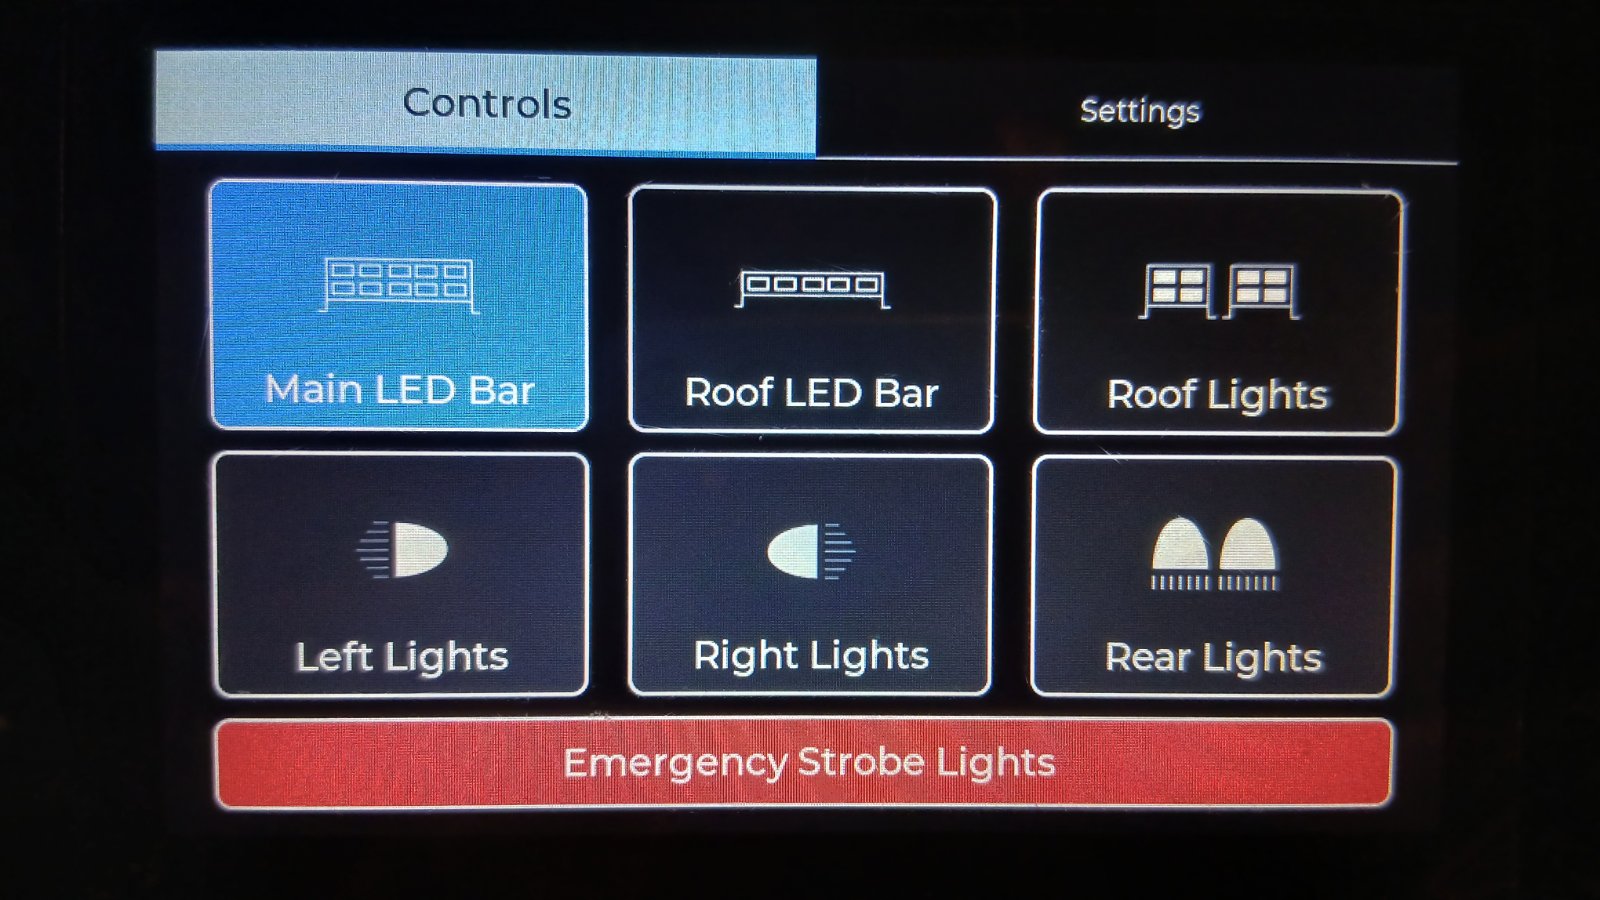 Controls
Settings
Main LED Bar
Roof LED Bar
Roof Lights
Left Lights
Right Lights
Rear Lights
Emergency Strobe Lights